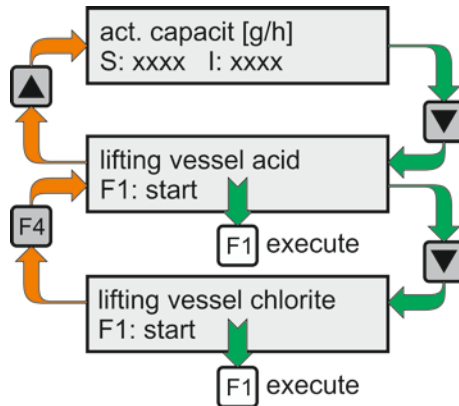 act. capacit [g/h]
S: xxxx I: xxxx
lifting vessel acid
F1: start
F4
F1 execute
lifting vessel chlorite
F1: start
F1 execute